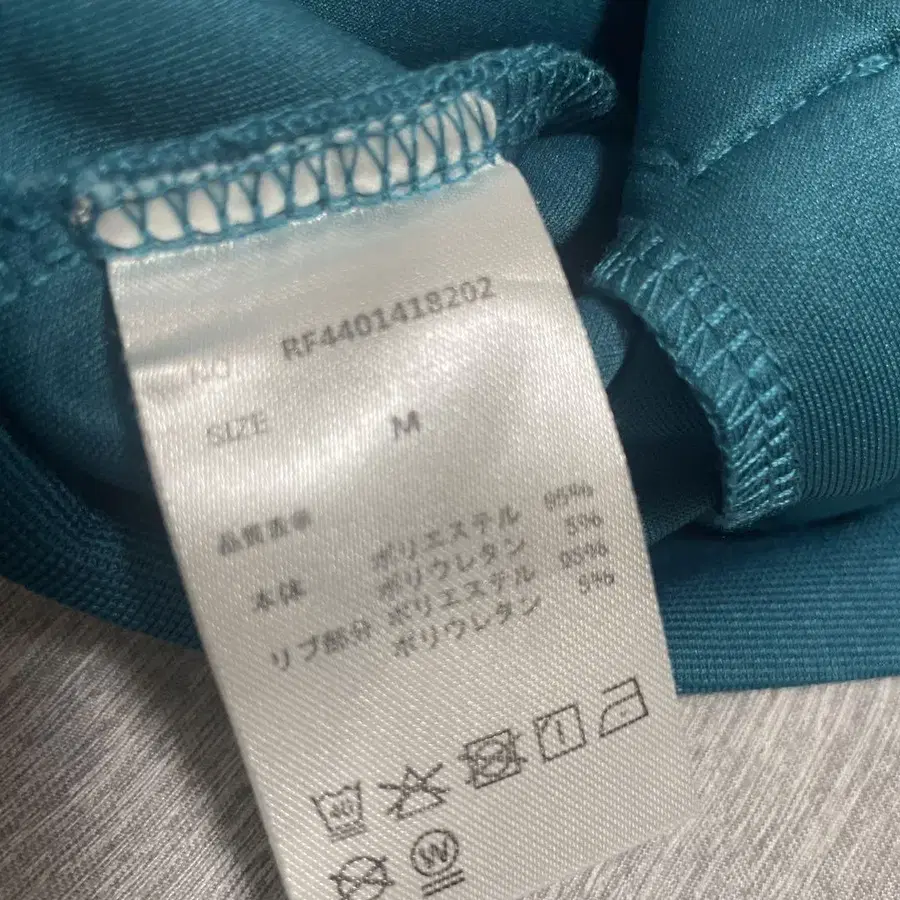 NO. RF4401418202
SIZE M
品質表示
本体 ポリエステル 95%
ポリウレタン 5%
リブ部分 ポリエステル 95%
ポリウレタン 5%
40
W